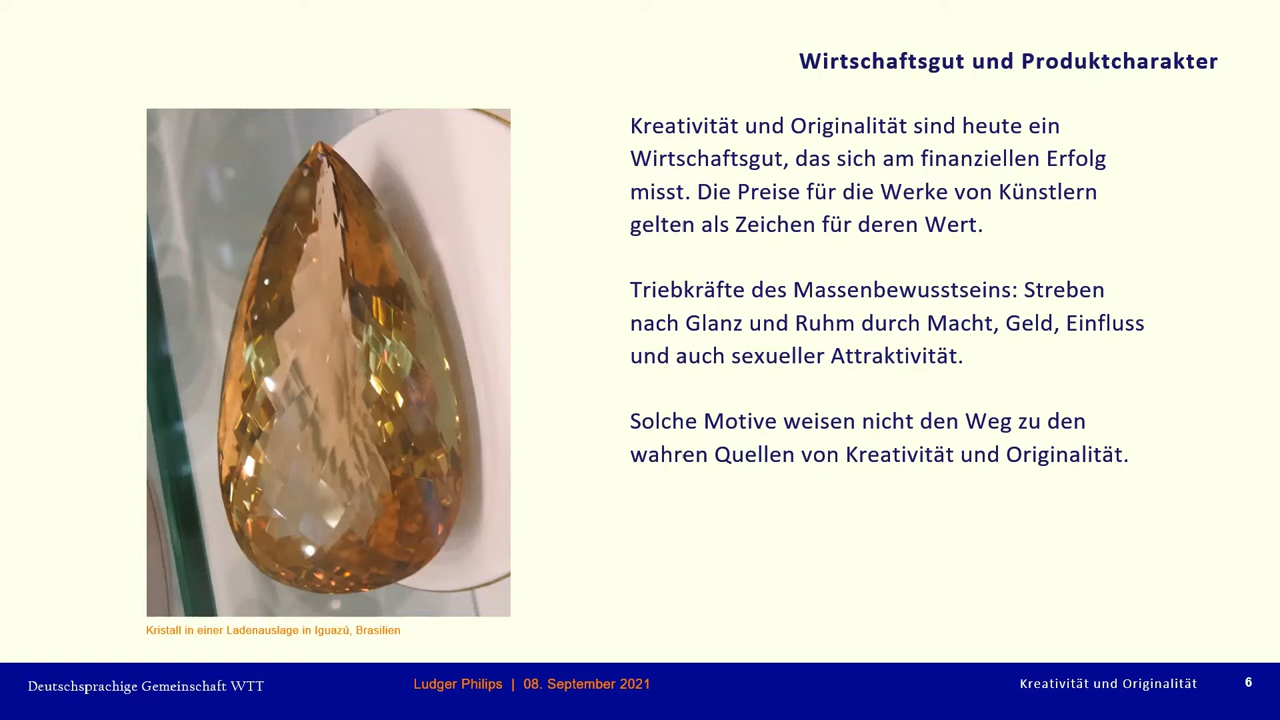 Wirtschaftsgut und Produktcharakter
Kreativität und Originalität sind heute ein
Wirtschaftsgut, das sich am finanziellen Erfolg
misst. Die Preise für die Werke von Künstlern
gelten als Zeichen für deren Wert.
Triebkräfte des Massenbewusstseins: Streben
nach Glanz und Ruhm durch Macht, Geld, Einfluss
und auch sexueller Attraktivität.
Solche Motive weisen nicht den Weg zu den
wahren Quellen von Kreativität und Originalität.
Kristall in einer Ladenauslage in Iguazú, Brasilien
Deutschsprachige Gemeinschaft WTT
Ludger Philips | 08. September 2021
Kreativität und Originalität
6